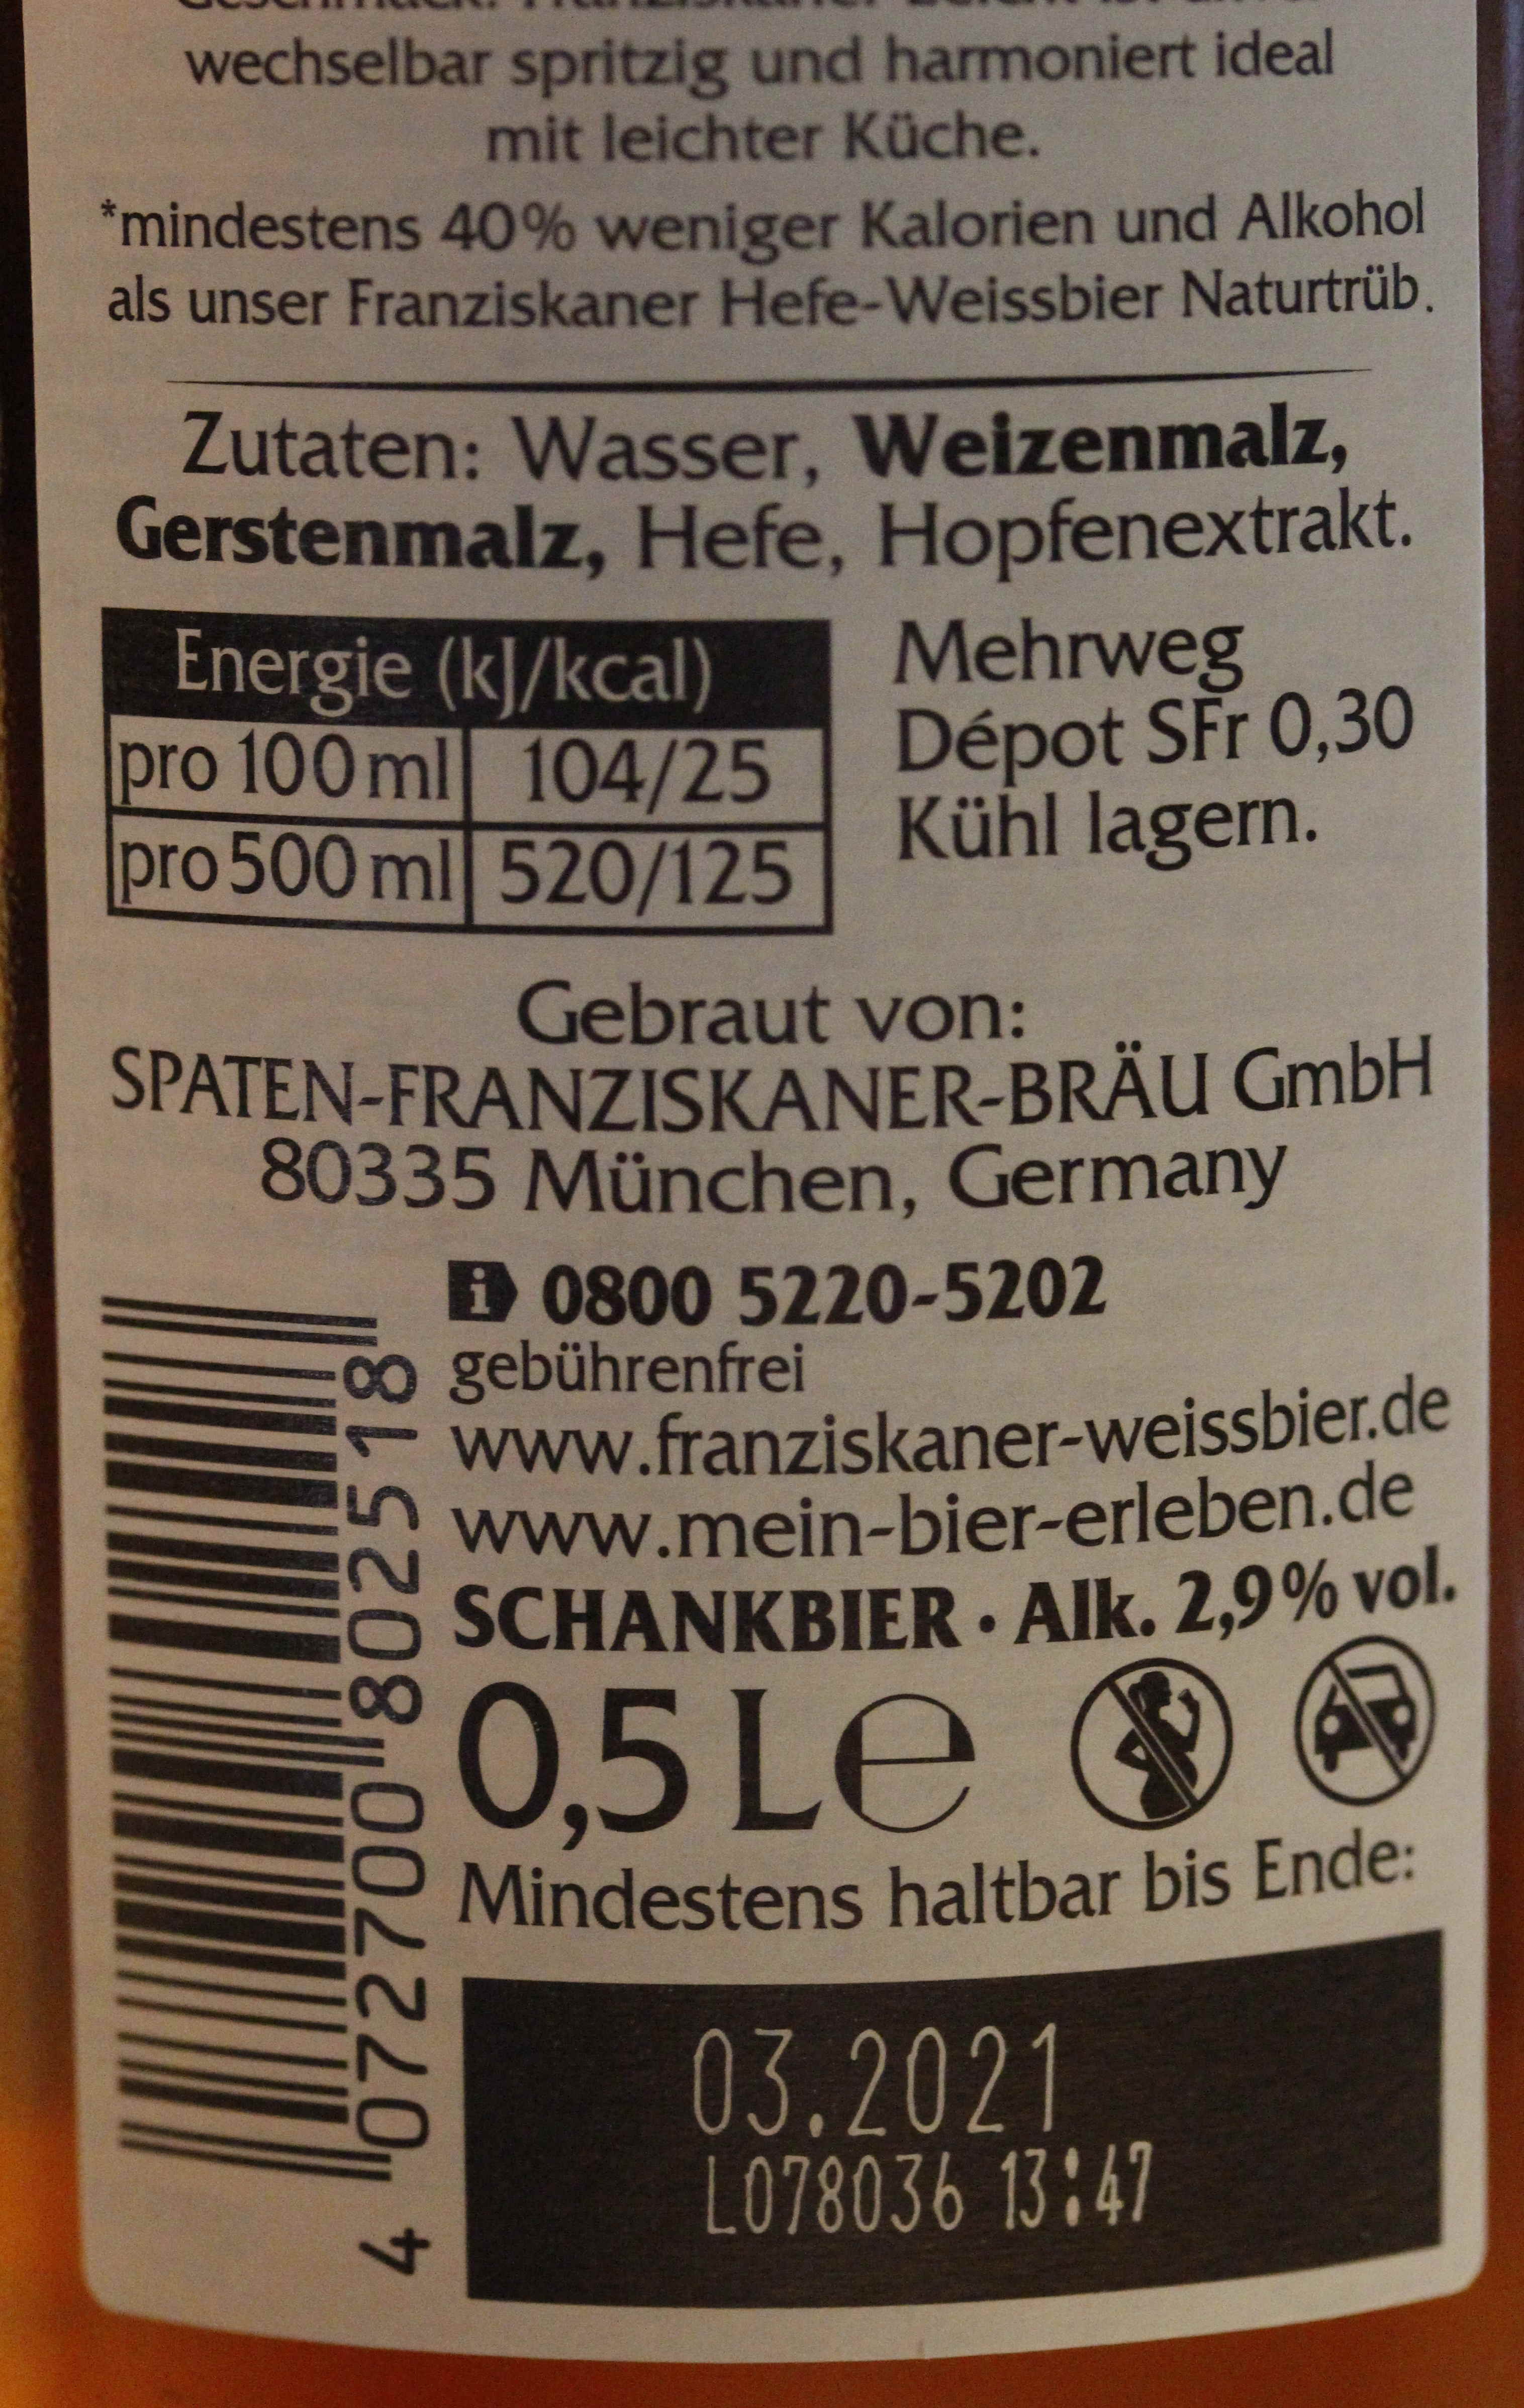 wechselbar spritzig und harmoniert ideal
mit leichter Küche.
*mindestens 40% weniger Kalorien und Alkohol
als unser Franziskaner Hefe-Weissbier Naturtrüb.
Zutaten: Wasser, Weizenmalz,
Gerstenmalz, Hefe, Hopfenextrakt.
Energie (kJ/kcal)
pro 100 ml 104/25
pro 500 ml 520/125
Mehrweg
Dépot SFr 0,30
Kühl lagern.
Gebraut von:
SPATEN-FRANZISKANER-BRÄU GmbH
80335 München, Germany
i 0800 5220-5202
gebührenfrei
www.franziskaner-weissbier.de
www.mein-bier-erleben.de
SCHANKBIER · Alk. 2,9% vol.
0,5 L e
Mindestens haltbar bis Ende:
03.2021
L078036 13:47
4 072700 802518